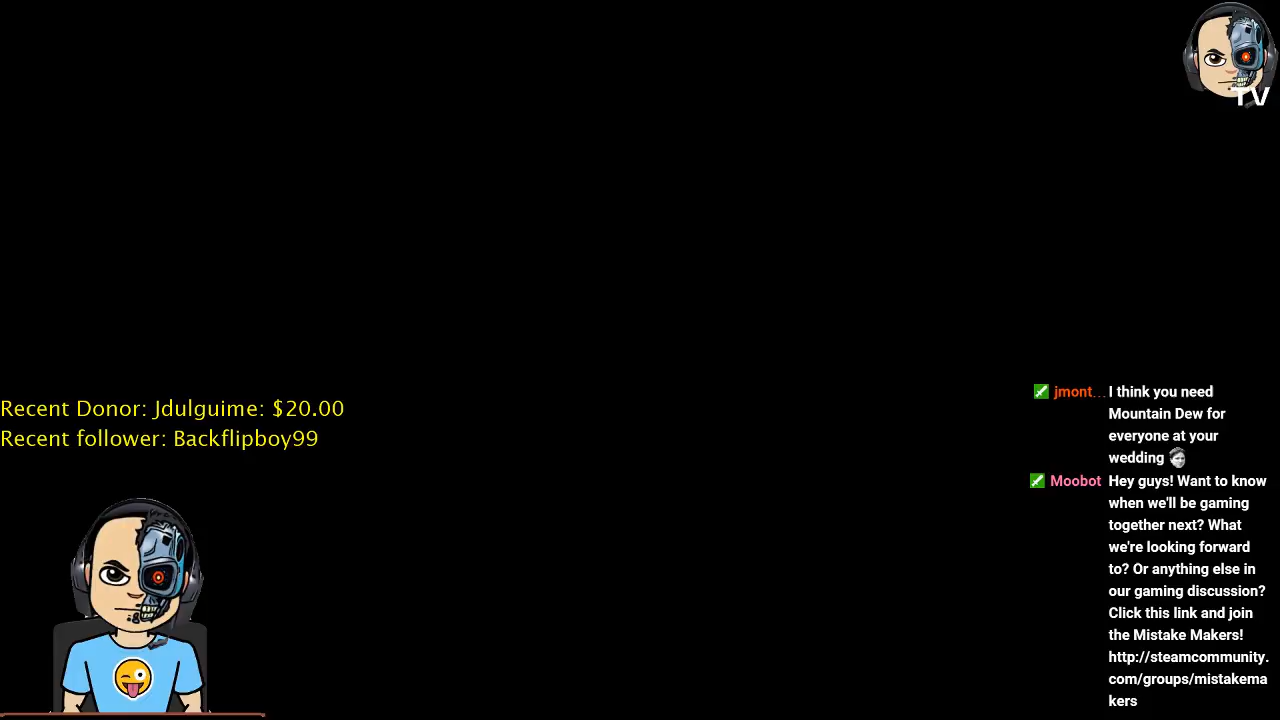 TV
Recent Donor: Jdulguime: $20.00
Recent follower: Backflipboy99
jmont... I think you need
Mountain Dew for
everyone at your
wedding
Moobot Hey guys! Want to know
when we'll be gaming
together next? What
we're looking forward
to? Or anything else in
our gaming discussion?
Click this link and join
the Mistake Makers!
http://steamcommunity.
com/groups/mistakema
kers